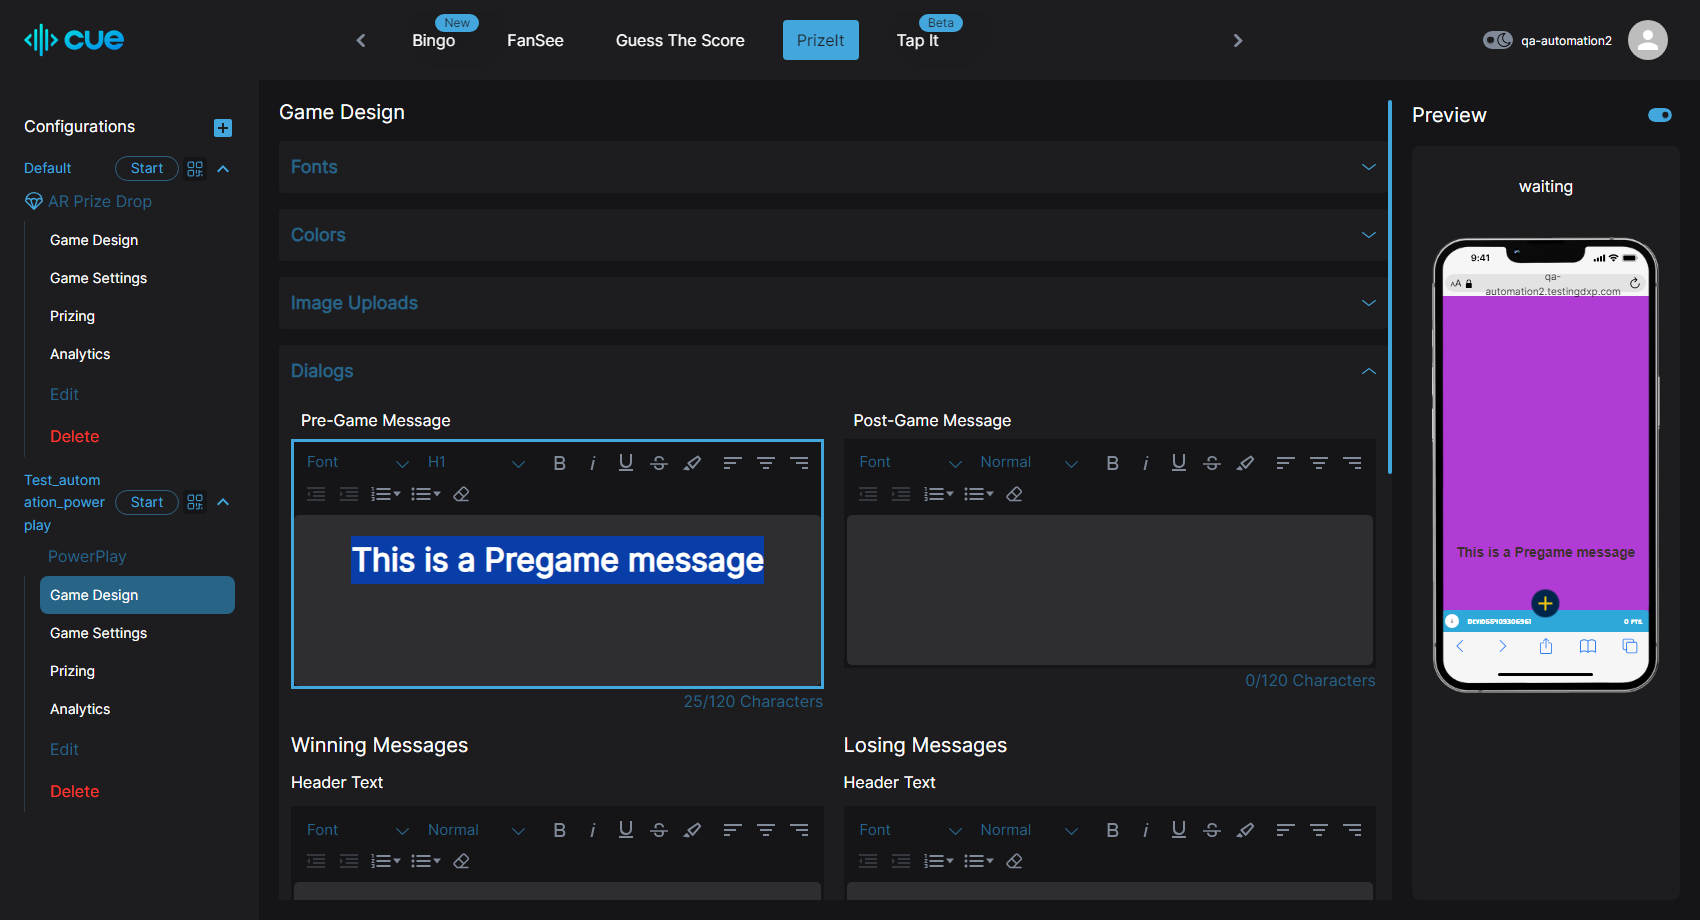 cue
Bingo
New
FanSee
Guess The Score
PrizeIt
Tap It
Beta
qa-automation2
Configurations
Default
Start
AR Prize Drop
Game Design
Game Settings
Prizing
Analytics
Edit
Delete
Test_autom
ation_power
play
Start
PowerPlay
Game Design
Game Settings
Prizing
Analytics
Edit
Delete
Game Design
Fonts
Colors
Image Uploads
Dialogs
Pre-Game Message
Font H1
This is a Pregame message
25/120 Characters
Post-Game Message
Font Normal
0/120 Characters
Winning Messages
Header Text
Font Normal
Losing Messages
Header Text
Font Normal
Preview
waiting
9:41
AA
qa-
automation2.testingdxp.com
This is a Pregame message
0 PTS.